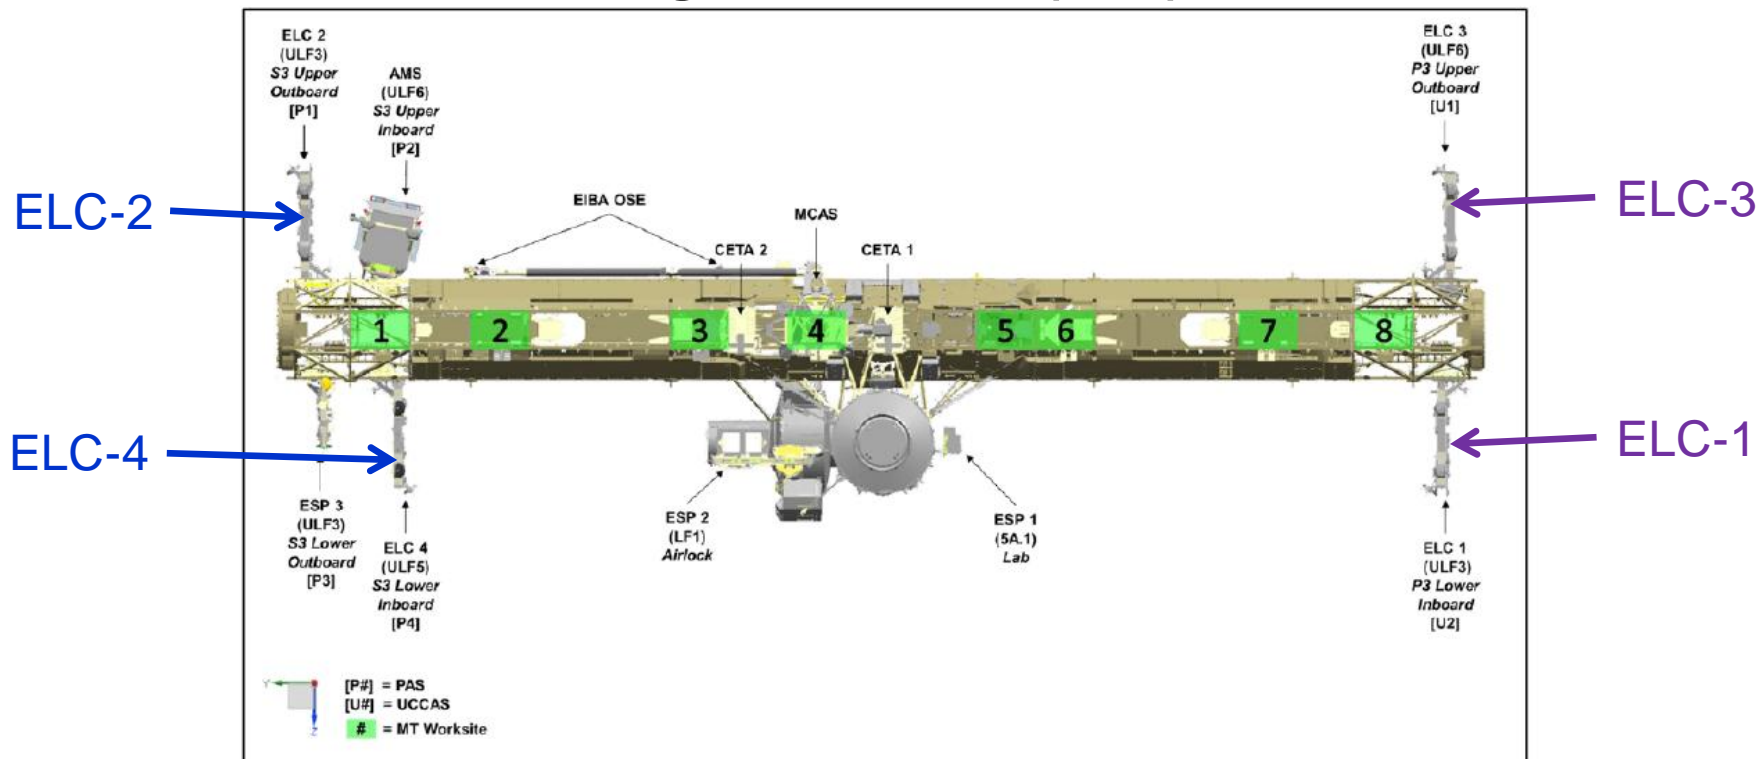 ELC 2
(ULF3)
S3 Upper
Outboard
[P1]
AMS
(ULF6)
S3 Upper
Inboard
[P2]
ELC 3
(ULF6)
P3 Upper
Outboard
[U1]
ELC-2
EIBA OSE
MCAS
CETA 2
CETA 1
ELC-3
1
2
3
4
5
6
7
8
ELC-4
ELC-1
ESP 3
(ULF3)
S3 Lower
Outboard
[P3]
ELC 4
(ULF5)
S3 Lower
Inboard
[P4]
ESP 2
(LF1)
Airlock
ESP 1
(5A.1)
Lab
ELC 1
(ULF3)
P3 Lower
Inboard
[U2]
Y
Z
[P#] = PAS
[U#] = UCCAS
# = MT Worksite